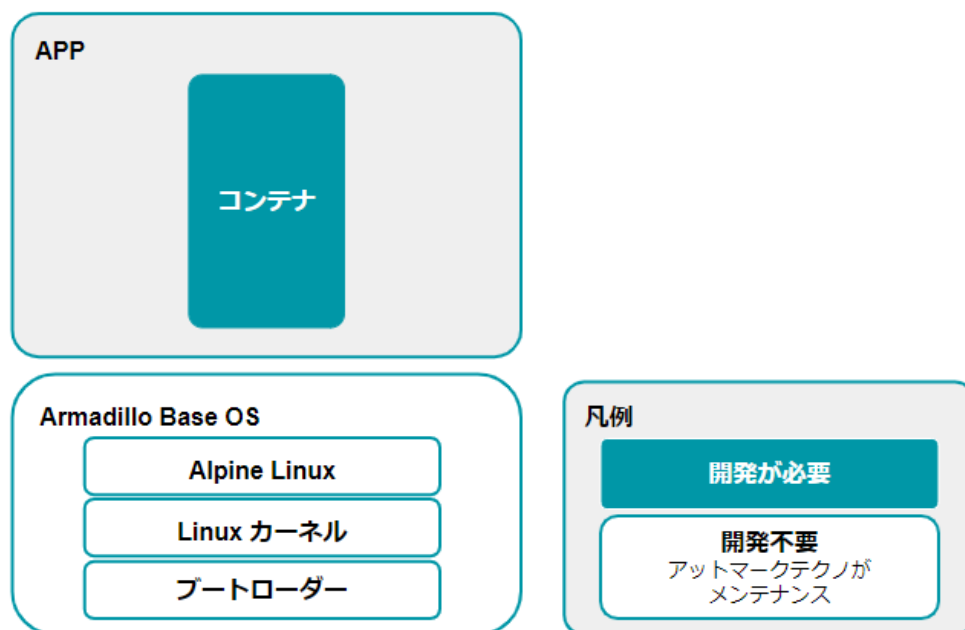 APP
コンテナ
Armadillo Base OS
Alpine Linux
Linux カーネル
ブートローダー
凡例
開発が必要
開発不要
アットマークテクノが
メンテナンス